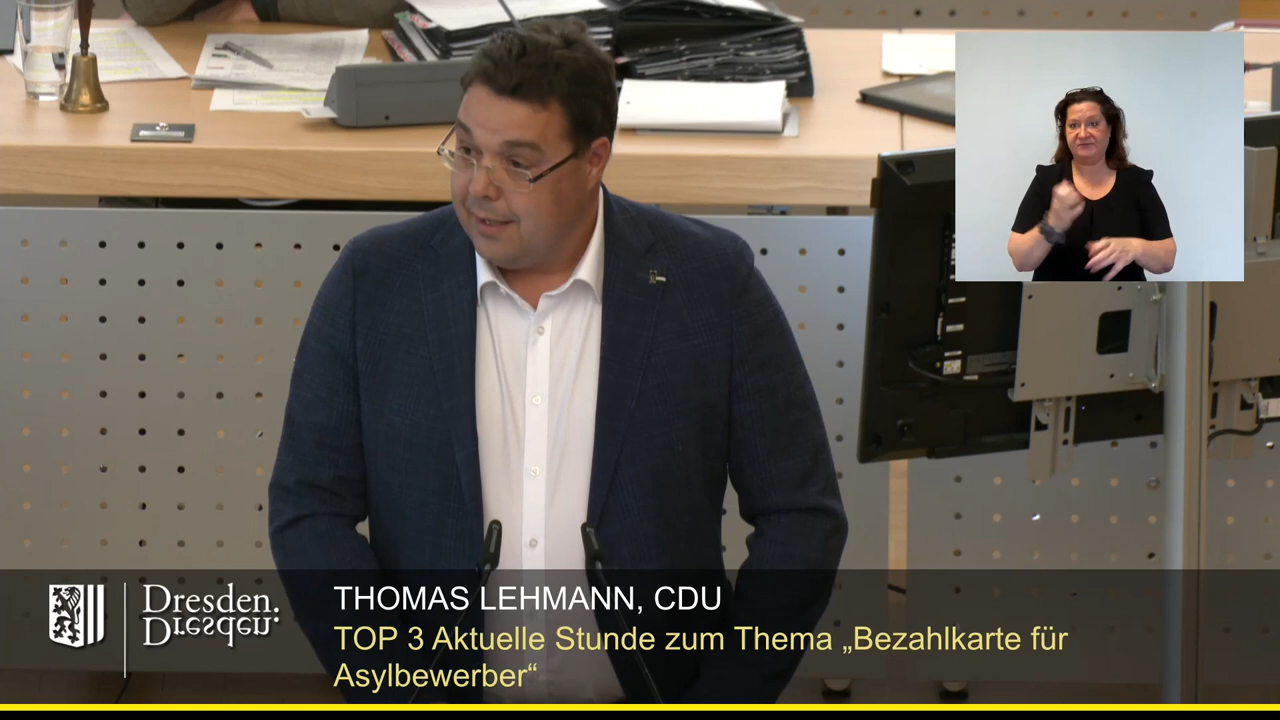 Dresden.
Dresden.
THOMAS LEHMANN, CDU
TOP 3 Aktuelle Stunde zum Thema „Bezahlkarte für
Asylbewerber“